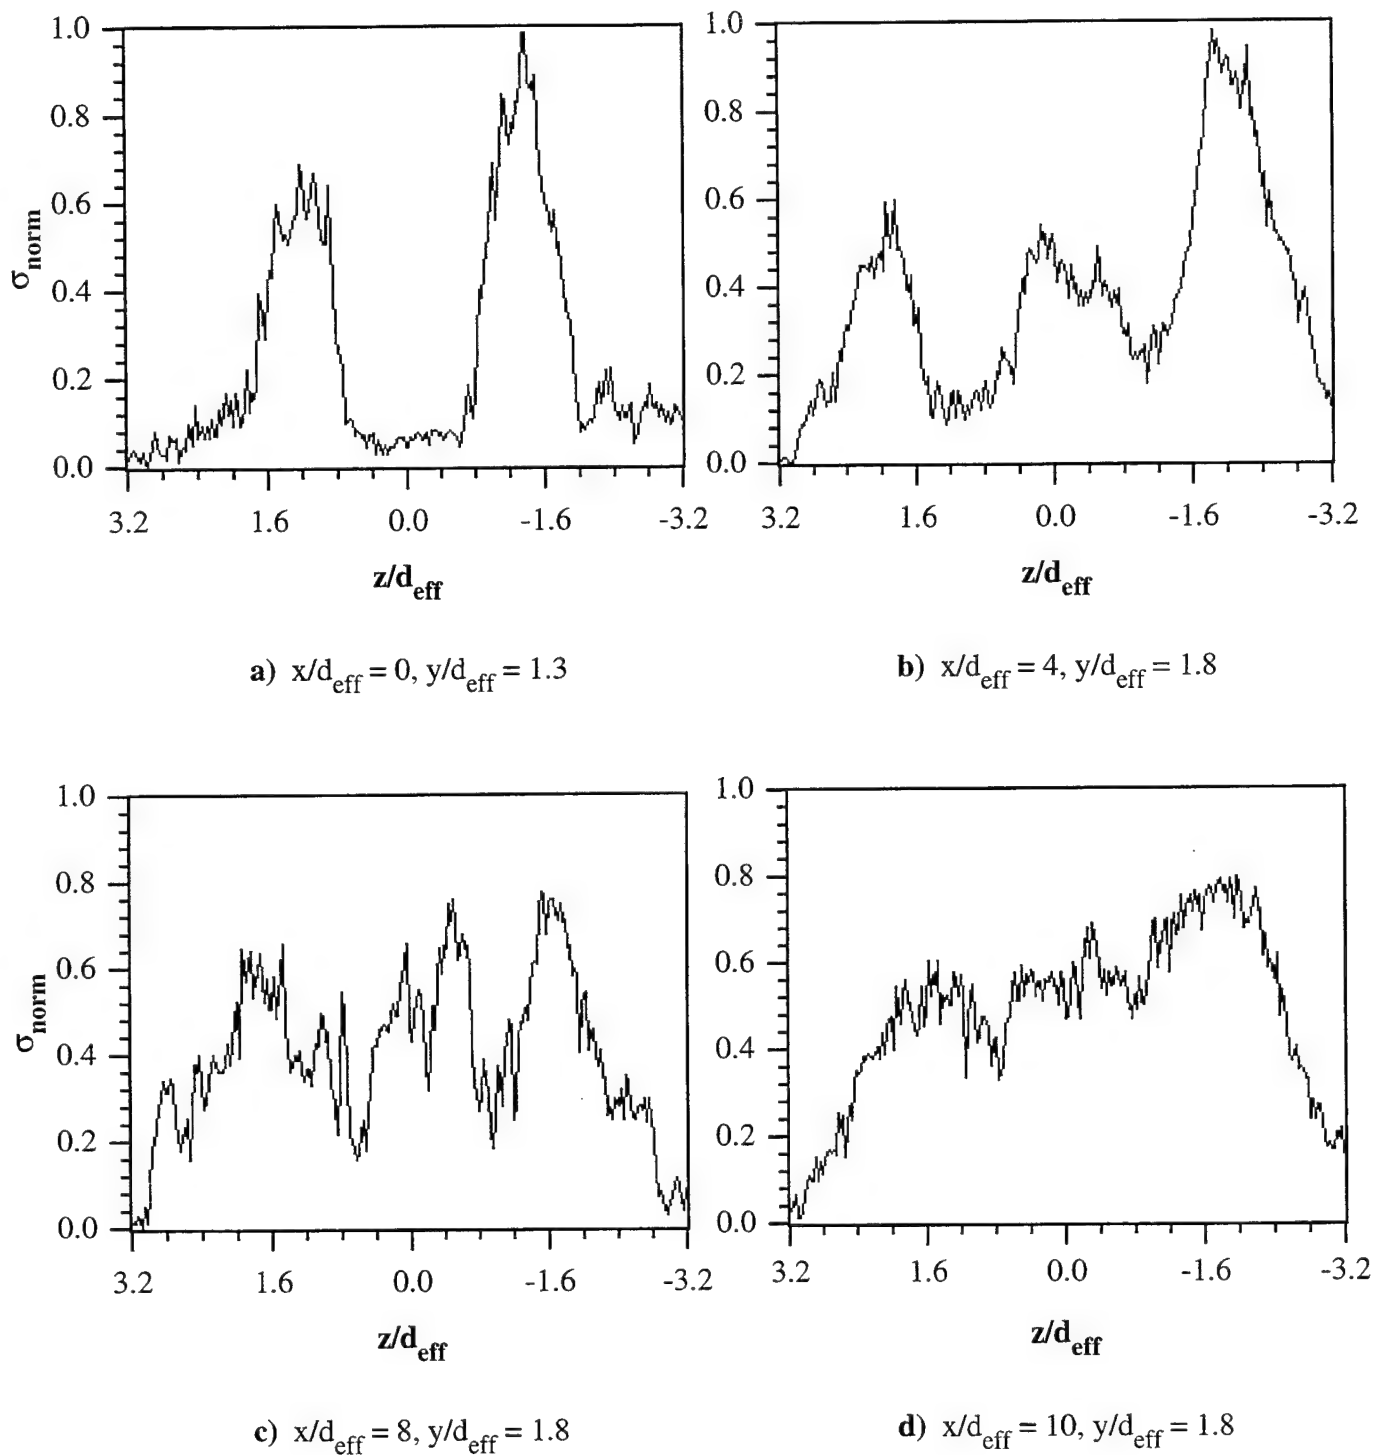 1.0
0.8
0.6
0.4
0.2
0.0
σnorm
3.2 1.6 0.0 -1.6 -3.2
z/deff
a) x/deff = 0, y/deff = 1.3
1.0
0.8
0.6
0.4
0.2
0.0
3.2 1.6 0.0 -1.6 -3.2
z/deff
b) x/deff = 4, y/deff = 1.8
1.0
0.8
0.6
0.4
0.2
0.0
σnorm
3.2 1.6 0.0 -1.6 -3.2
z/deff
c) x/deff = 8, y/deff = 1.8
1.0
0.8
0.6
0.4
0.2
0.0
3.2 1.6 0.0 -1.6 -3.2
z/deff
d) x/deff = 10, y/deff = 1.8